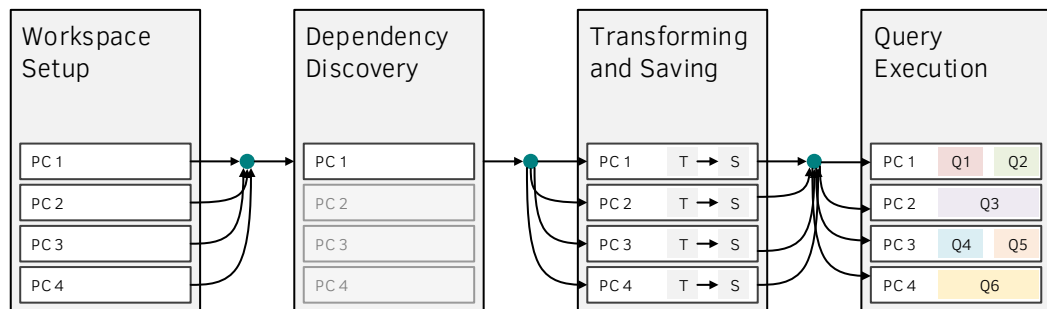 Workspace
Setup
PC 1
PC 2
PC 3
PC 4
Dependency
Discovery
PC 1
PC 2
PC 3
PC 4
Transforming
and Saving
PC 1 T S
PC 2 T S
PC 3 T S
PC 4 T S
Query
Execution
PC 1 Q1 Q2
PC 2 Q3
PC 3 Q4 Q5
PC 4 Q6